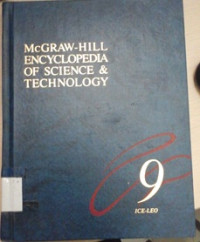 McGRAW-HILL
ENCYCLOPEDIA
OF SCIENCE &
TECHNOLOGY
9
ICE-LEO